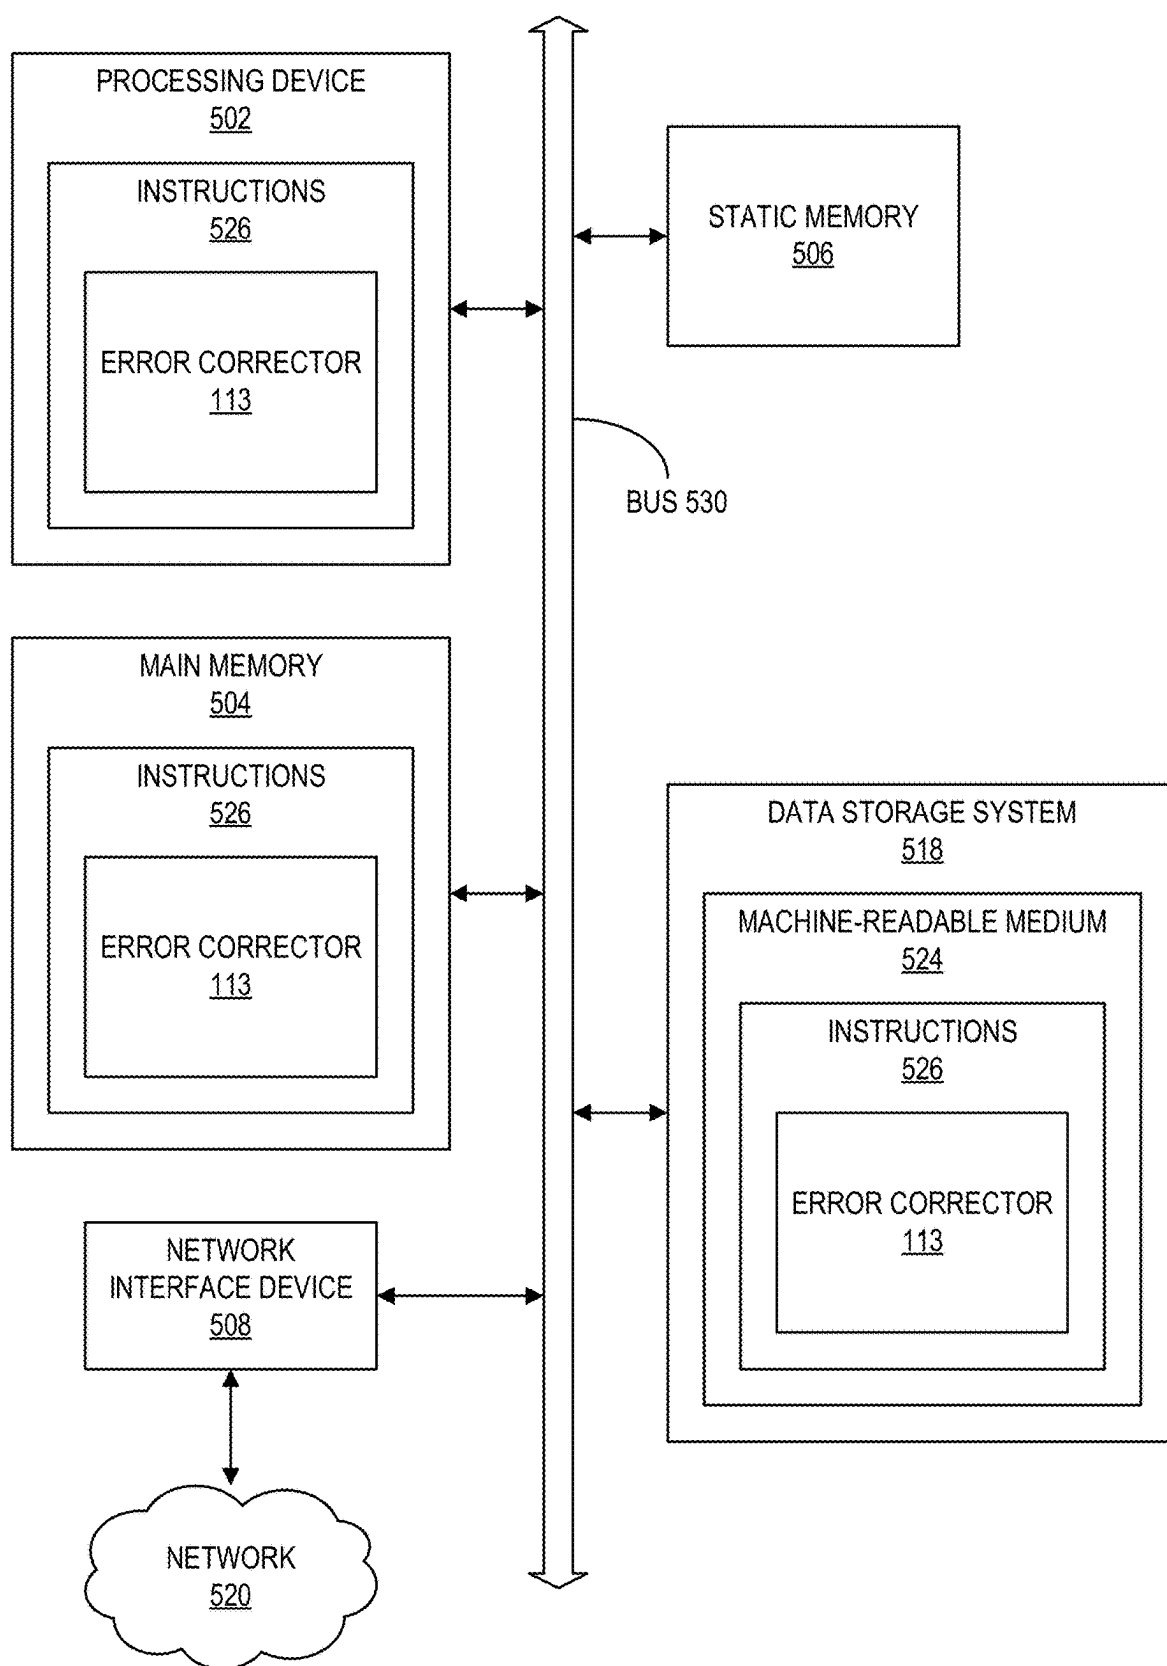 PROCESSING DEVICE
502
INSTRUCTIONS
526
ERROR CORRECTOR
113
STATIC MEMORY
506
BUS 530
MAIN MEMORY
504
INSTRUCTIONS
526
ERROR CORRECTOR
113
DATA STORAGE SYSTEM
518
MACHINE-READABLE MEDIUM
524
INSTRUCTIONS
526
ERROR CORRECTOR
113
NETWORK
INTERFACE DEVICE
508
NETWORK
520